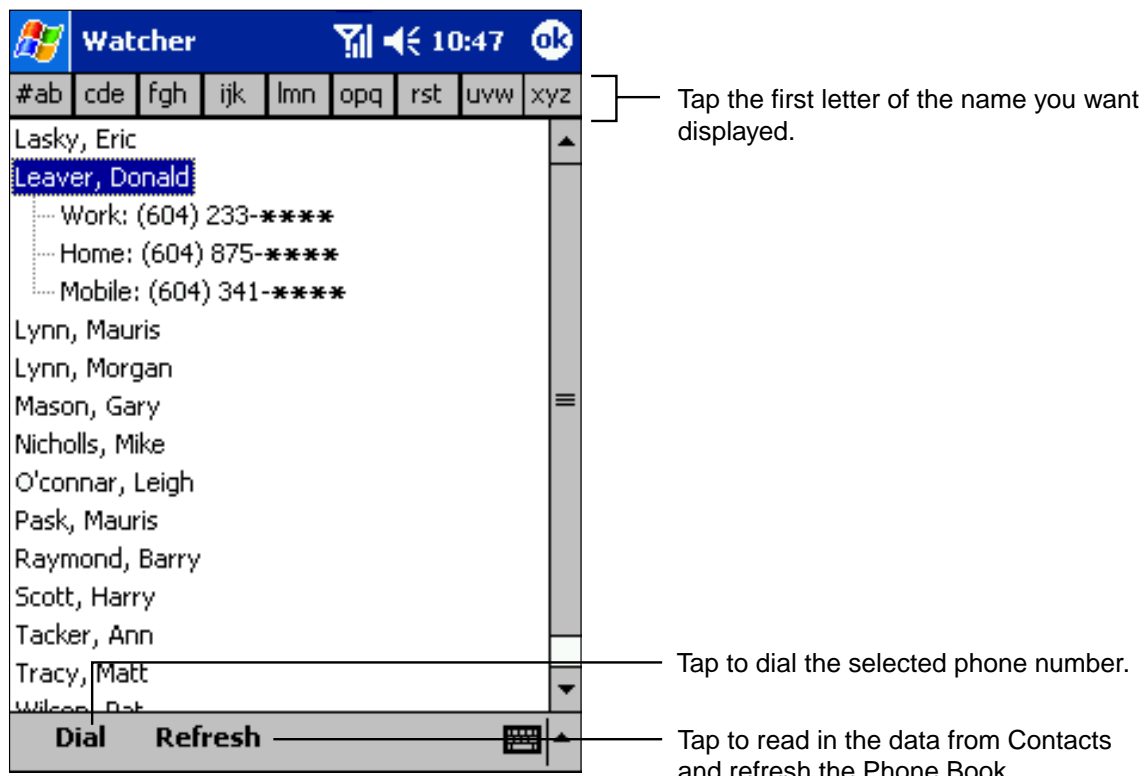 Watcher 10:47 ok
#ab cde fgh ijk lmn opq rst uvw xyz
Tap the first letter of the name you want
displayed.
Lasky, Eric
Leaver, Donald
Work: (604) 233-****
Home: (604) 875-****
Mobile: (604) 341-****
Lynn, Mauris
Lynn, Morgan
Mason, Gary
Nicholls, Mike
O'connar, Leigh
Pask, Mauris
Raymond, Barry
Scott, Harry
Tacker, Ann
Tracy, Matt
Wilson, Pat
Tap to dial the selected phone number.
Dial Refresh
Tap to read in the data from Contacts
and refresh the Phone Book